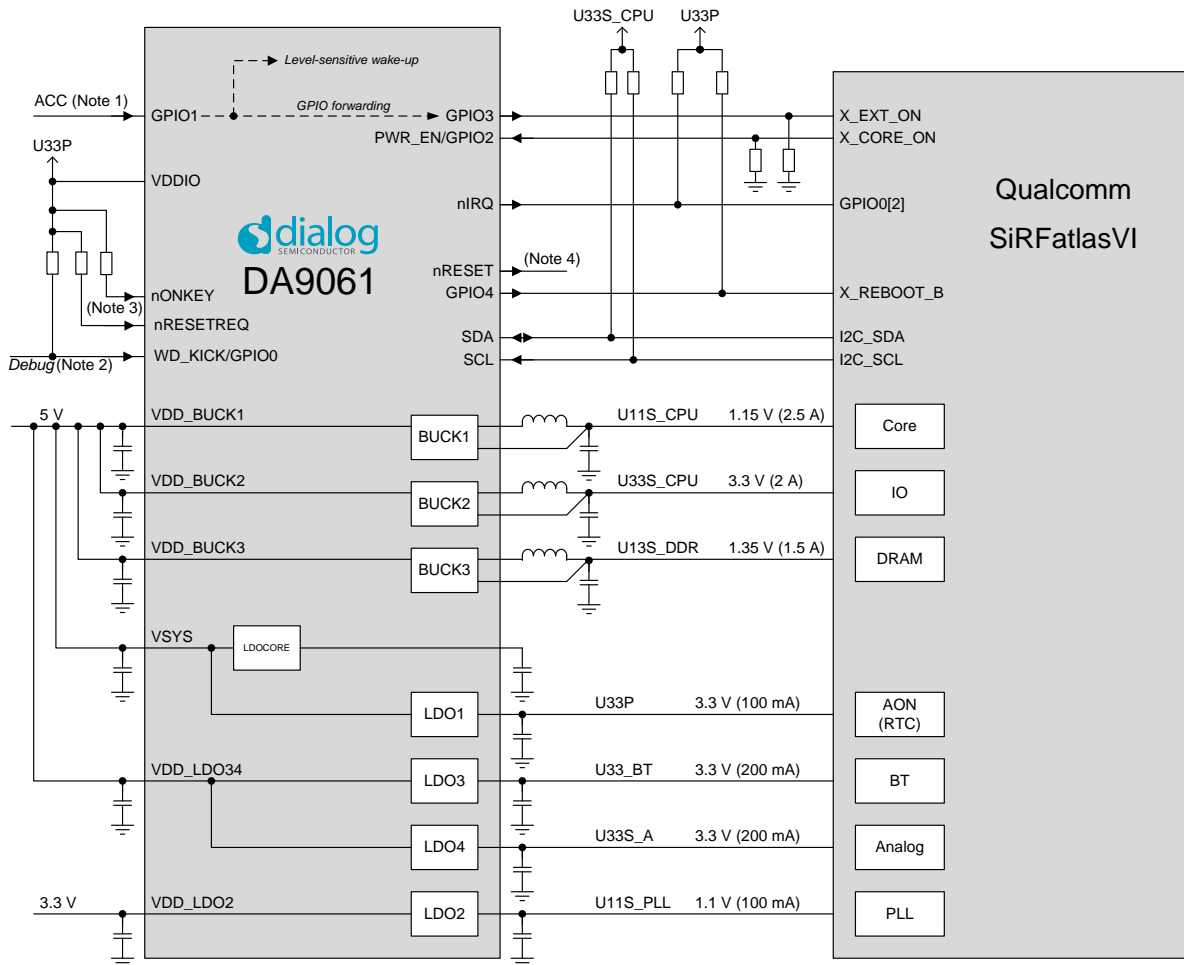 U33S_CPU U33P
Level-sensitive wake-up
ACC (Note 1)
GPIO1
GPIO forwarding
GPIO3
X_EXT_ON
PWR_EN/GPIO2
X_CORE_ON
U33P
VDDIO
nIRQ
GPIO0[2]
Qualcomm
SiRFatlasVI
dialog
SEMICONDUCTOR
DA9061
nRESET
(Note 4)
nONKEY
GPIO4
X_REBOOT_B
(Note 3)
nRESETREQ
SDA
I2C_SDA
Debug (Note 2)
WD_KICK/GPIO0
SCL
I2C_SCL
5 V
VDD_BUCK1
BUCK1
U11S_CPU 1.15 V (2.5 A)
Core
VDD_BUCK2
BUCK2
U33S_CPU 3.3 V (2 A)
IO
VDD_BUCK3
BUCK3
U13S_DDR 1.35 V (1.5 A)
DRAM
VSYS
LDOCORE
LDO1
U33P 3.3 V (100 mA)
AON
(RTC)
VDD_LDO34
LDO3
U33_BT 3.3 V (200 mA)
BT
LDO4
U33S_A 3.3 V (200 mA)
Analog
3.3 V
VDD_LDO2
LDO2
U11S_PLL 1.1 V (100 mA)
PLL